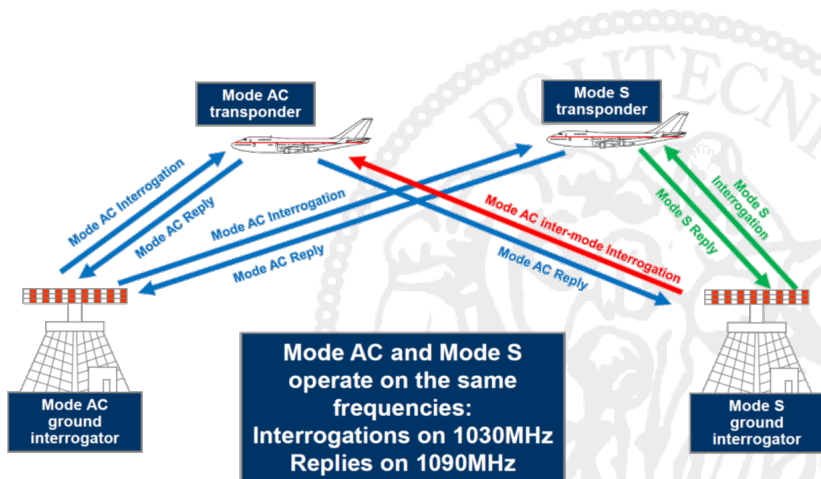 POLITECNI
Mode AC
transponder
Mode S
transponder
Mode AC Interrogation
Mode AC Reply
Mode AC Interrogation
Mode AC Reply
Mode AC inter-mode Interrogation
Mode AC Reply
Mode S
Interrogation
Mode S Reply
Mode AC
ground
interrogator
Mode AC and Mode S
operate on the same
frequencies:
Interrogations on 1030MHz
Replies on 1090MHz
Mode S
ground
interrogator